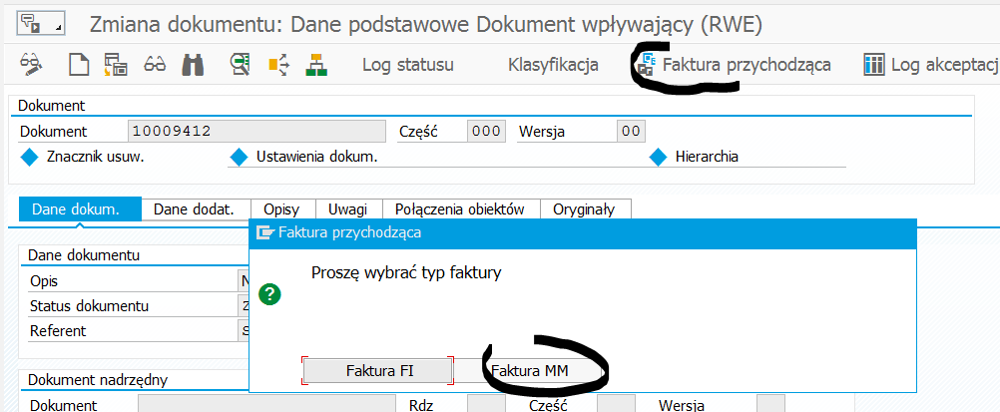 Zmiana dokumentu: Dane podstawowe Dokument wpływający (RWE)
Log statusu Klasyfikacja Faktura przychodząca Log akceptacj
Dokument
Dokument 10009412 Część 000 Wersja 00
Znacznik usuw. Ustawienia dokum. Hierarchia
Dane dokum. Dane dodat. Opisy Uwagi Połączenia obiektów Oryginały
Faktura przychodząca
Dane dokumentu
Proszę wybrać typ faktury
Opis N
Status dokumentu Z
Referent S
Faktura FI Faktura MM
Dokument nadrzędny
Dokument Rdz Część Wersja